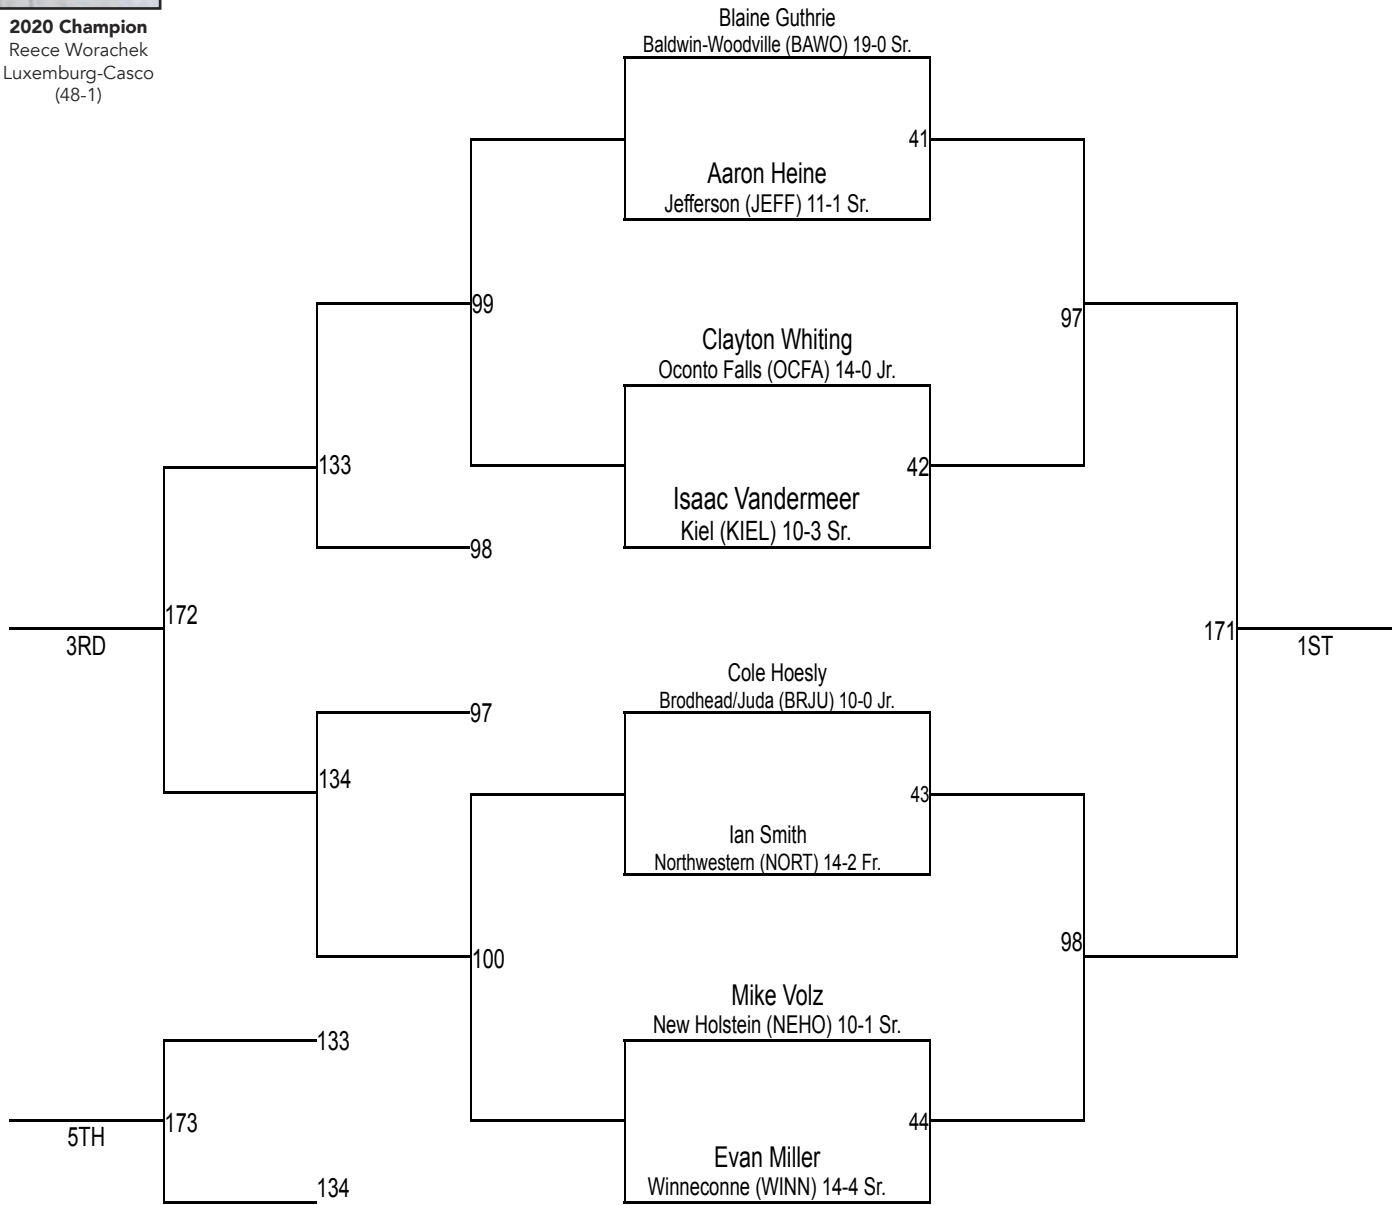 2020 Champion
Reece Worachek
Luxemburg-Casco
(48-1)
Blaine Guthrie
Baldwin-Woodville (BAWO) 19-0 Sr.
41
Aaron Heine
Jefferson (JEFF) 11-1 Sr.
99
97
Clayton Whiting
Oconto Falls (OCFA) 14-0 Jr.
133
42
Isaac Vandermeer
Kiel (KIEL) 10-3 Sr.
98
172
3RD
171
1ST
Cole Hoesly
Brodhead/Juda (BRJU) 10-0 Jr.
97
134
43
Ian Smith
Northwestern (NORT) 14-2 Fr.
100
98
Mike Volz
New Holstein (NEHO) 10-1 Sr.
133
173
44
5TH
Evan Miller
Winneconne (WINN) 14-4 Sr.
134